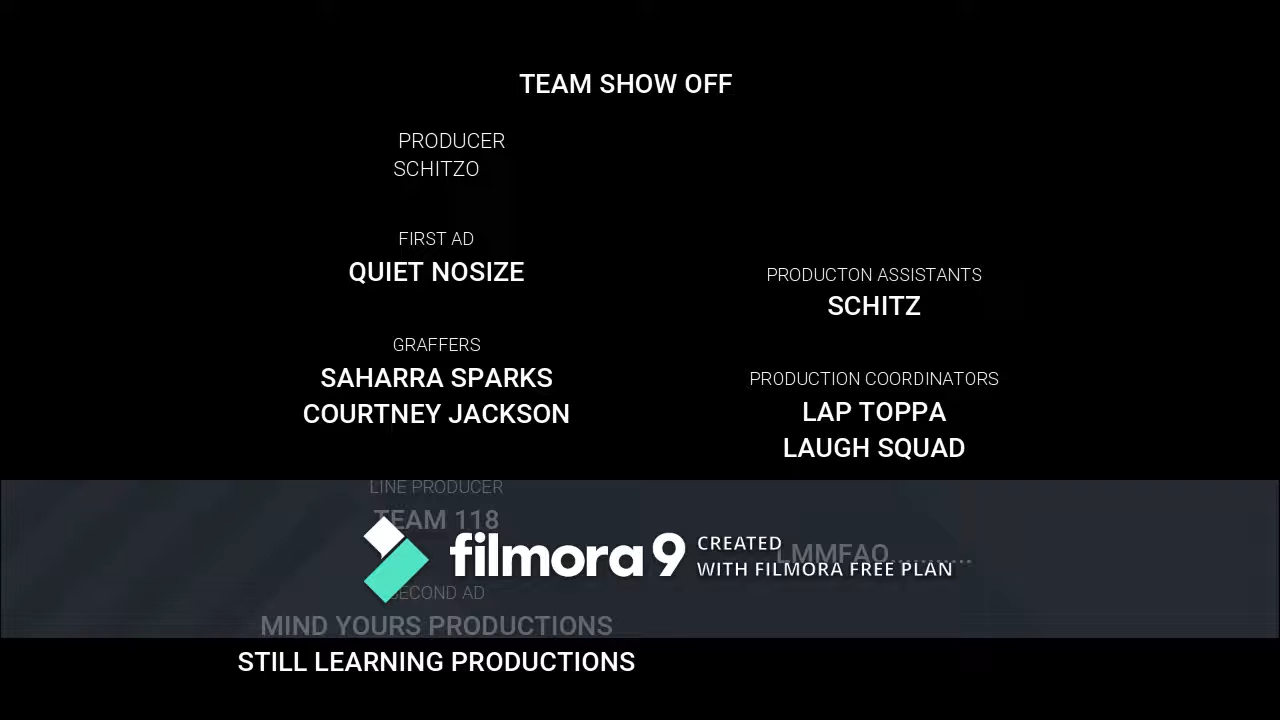 TEAM SHOW OFF
PRODUCER
SCHITZO
FIRST AD
QUIET NOSIZE
GRAFFERS
SAHARRA SPARKS
COURTNEY JACKSON
LINE PRODUCER
TEAM 118
SECOND AD
MIND YOURS PRODUCTIONS
STILL LEARNING PRODUCTIONS
PRODUCTON ASSISTANTS
SCHITZ
PRODUCTION COORDINATORS
LAP TOPPA
LAUGH SQUAD
LMMFAO...........
filmora 9
CREATED
WITH FILMORA FREE PLAN